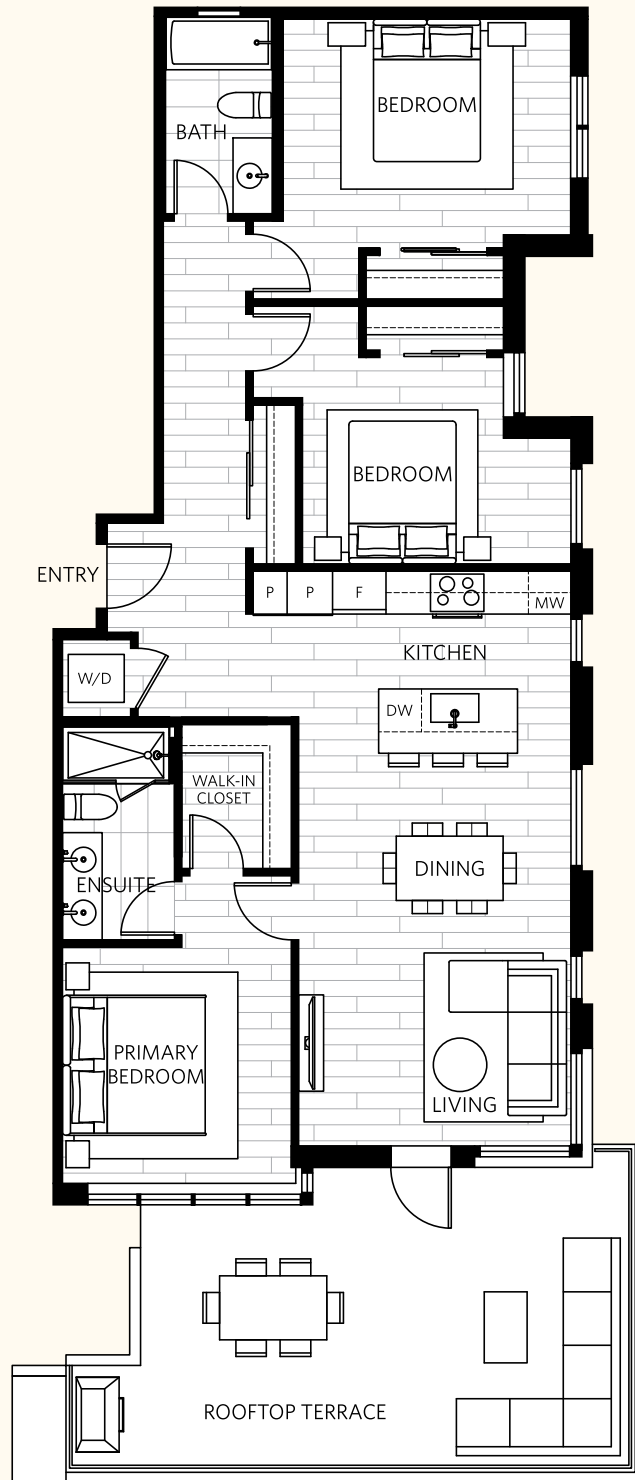 BEDROOM
BATH
BEDROOM
ENTRY
P P F
MW
KITCHEN
W/D
DW
WALK-IN
CLOSET
DINING
ENSUITE
PRIMARY
BEDROOM
LIVING
ROOFTOP TERRACE